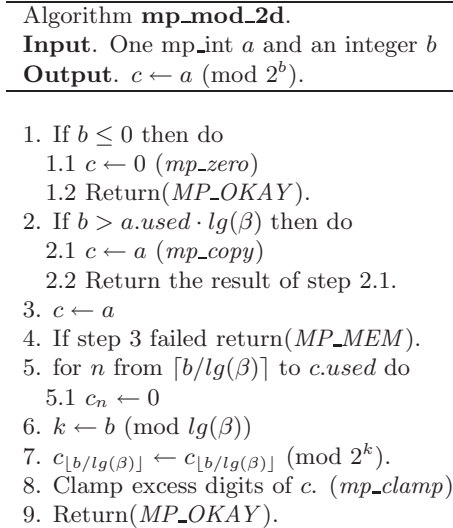 Algorithm mp_mod_2d.
Input. One mp_int a and an integer b
Output. c ← a (mod 2^b).
1. If b ≤ 0 then do
1.1 c ← 0 (mp_zero)
1.2 Return(MP_OKAY).
2. If b > a.used · lg(β) then do
2.1 c ← a (mp_copy)
2.2 Return the result of step 2.1.
3. c ← a
4. If step 3 failed return(MP_MEM).
5. for n from ⌈b/lg(β)⌉ to c.used do
5.1 c_n ← 0
6. k ← b (mod lg(β))
7. c_{⌊b/lg(β)⌋} ← c_{⌊b/lg(β)⌋} (mod 2^k).
8. Clamp excess digits of c. (mp_clamp)
9. Return(MP_OKAY).